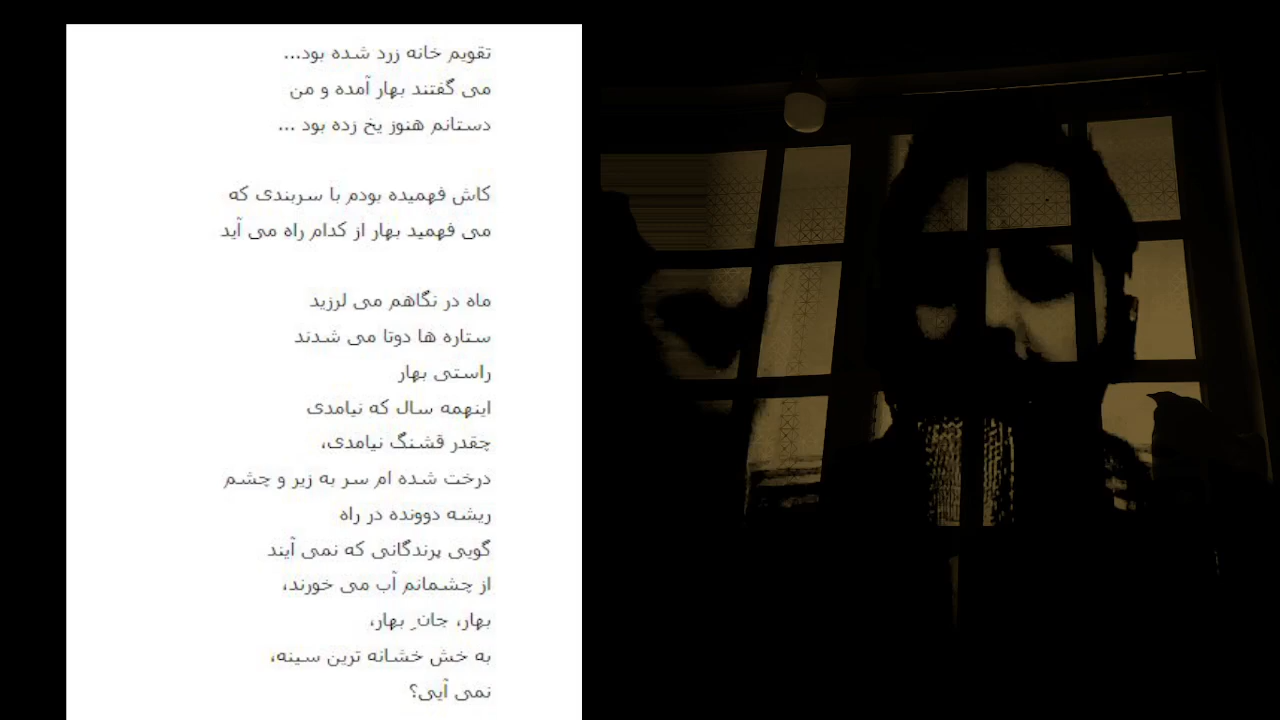 تقویم خانه زرد شده بود...
می گفتند بهار آمده و من
دستانم هنوز یخ زده بود ...
کاش فهمیده بودم با سربندی که
می فهمید بهار از کدام راه می آید
ماه در نگاهم می لرزید
ستاره ها دوتا می شدند
راستی بهار
اینهمه سال که نیامدی
چقدر قشنگ نیامدی،
درخت شده ام سر به زیر و چشم
ریشه دوونده در راه
گویی پرندگانی که نمی آیند
از چشمانم آب می خورند،
بهار، جانِ بهار،
به خش خشانه ترین سینه،
نمی آیی؟